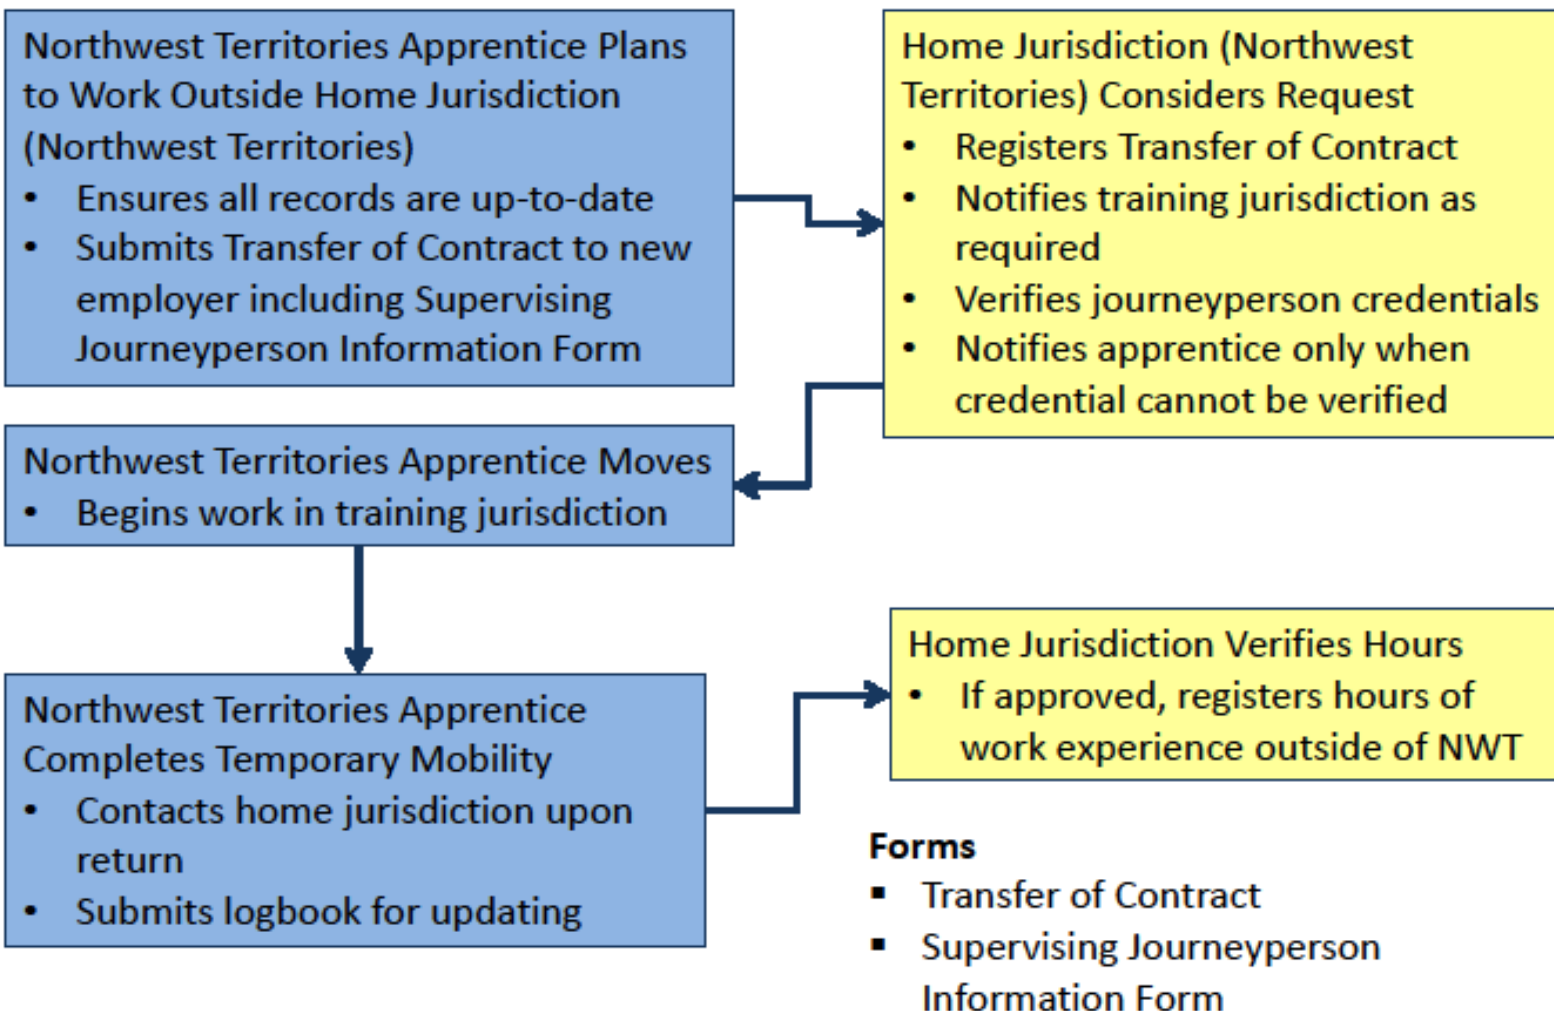 Northwest Territories Apprentice Plans
to Work Outside Home Jurisdiction
(Northwest Territories)
• Ensures all records are up-to-date
• Submits Transfer of Contract to new
employer including Supervising
Journeyperson Information Form
Home Jurisdiction (Northwest
Territories) Considers Request
• Registers Transfer of Contract
• Notifies training jurisdiction as
required
• Verifies journeyperson credentials
• Notifies apprentice only when
credential cannot be verified
Northwest Territories Apprentice Moves
• Begins work in training jurisdiction
Northwest Territories Apprentice
Completes Temporary Mobility
• Contacts home jurisdiction upon
return
• Submits logbook for updating
Home Jurisdiction Verifies Hours
• If approved, registers hours of
work experience outside of NWT
Forms
▪ Transfer of Contract
▪ Supervising Journeyperson
Information Form